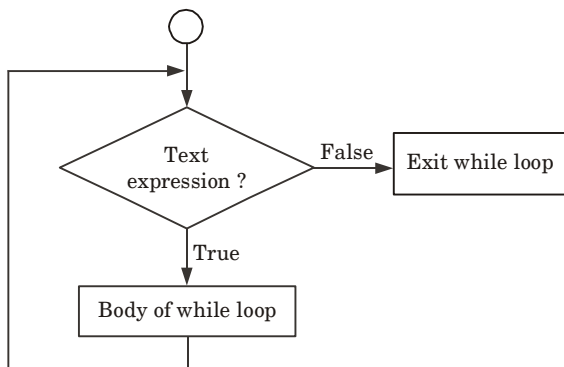 Text
expression ?
False
Exit while loop
True
Body of while loop